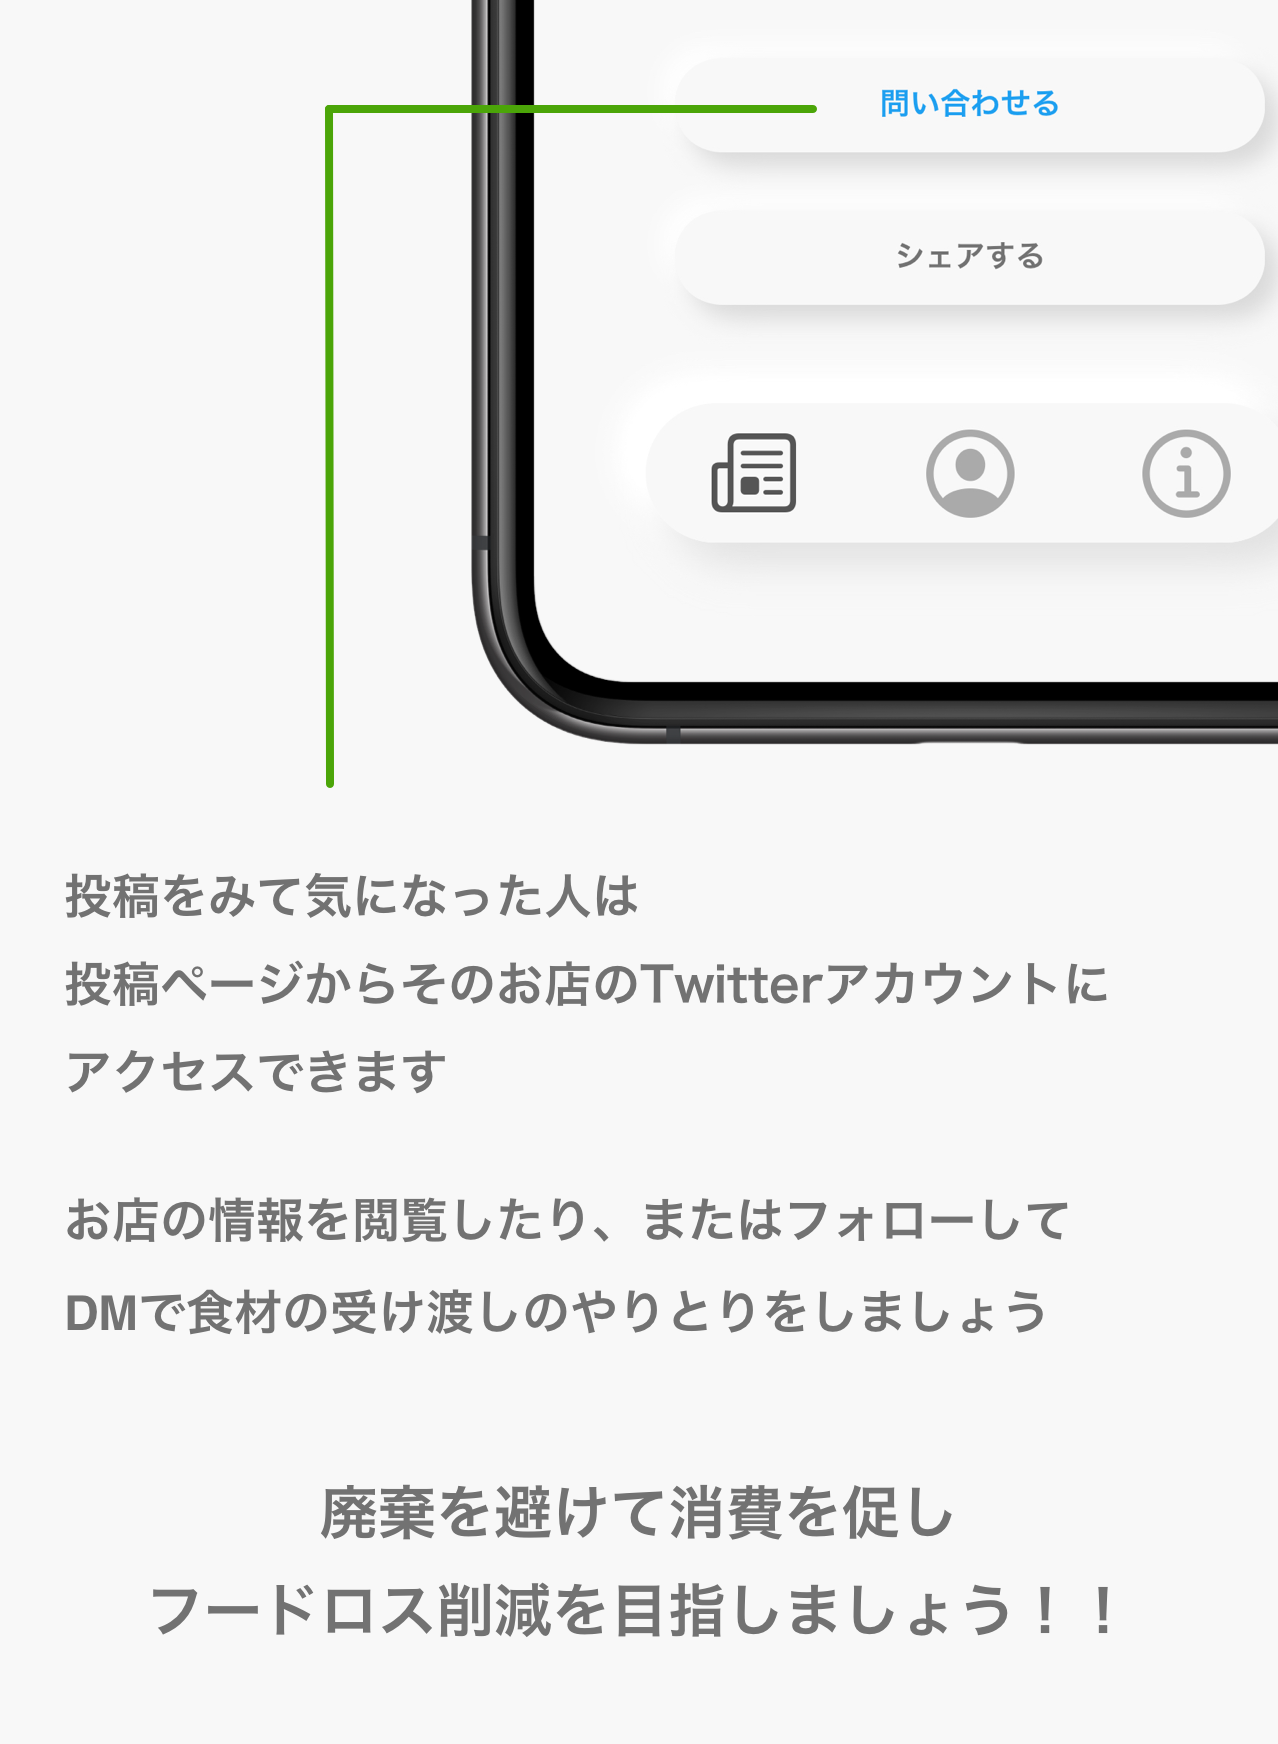 問い合わせる
シェアする
投稿をみて気になった人は
投稿ページからそのお店のTwitterアカウントに
アクセスできます
お店の情報を閲覧したり、またはフォローして
DMで食材の受け渡しのやりとりをしましょう
廃棄を避けて消費を促し
フードロス削減を目指しましょう！！